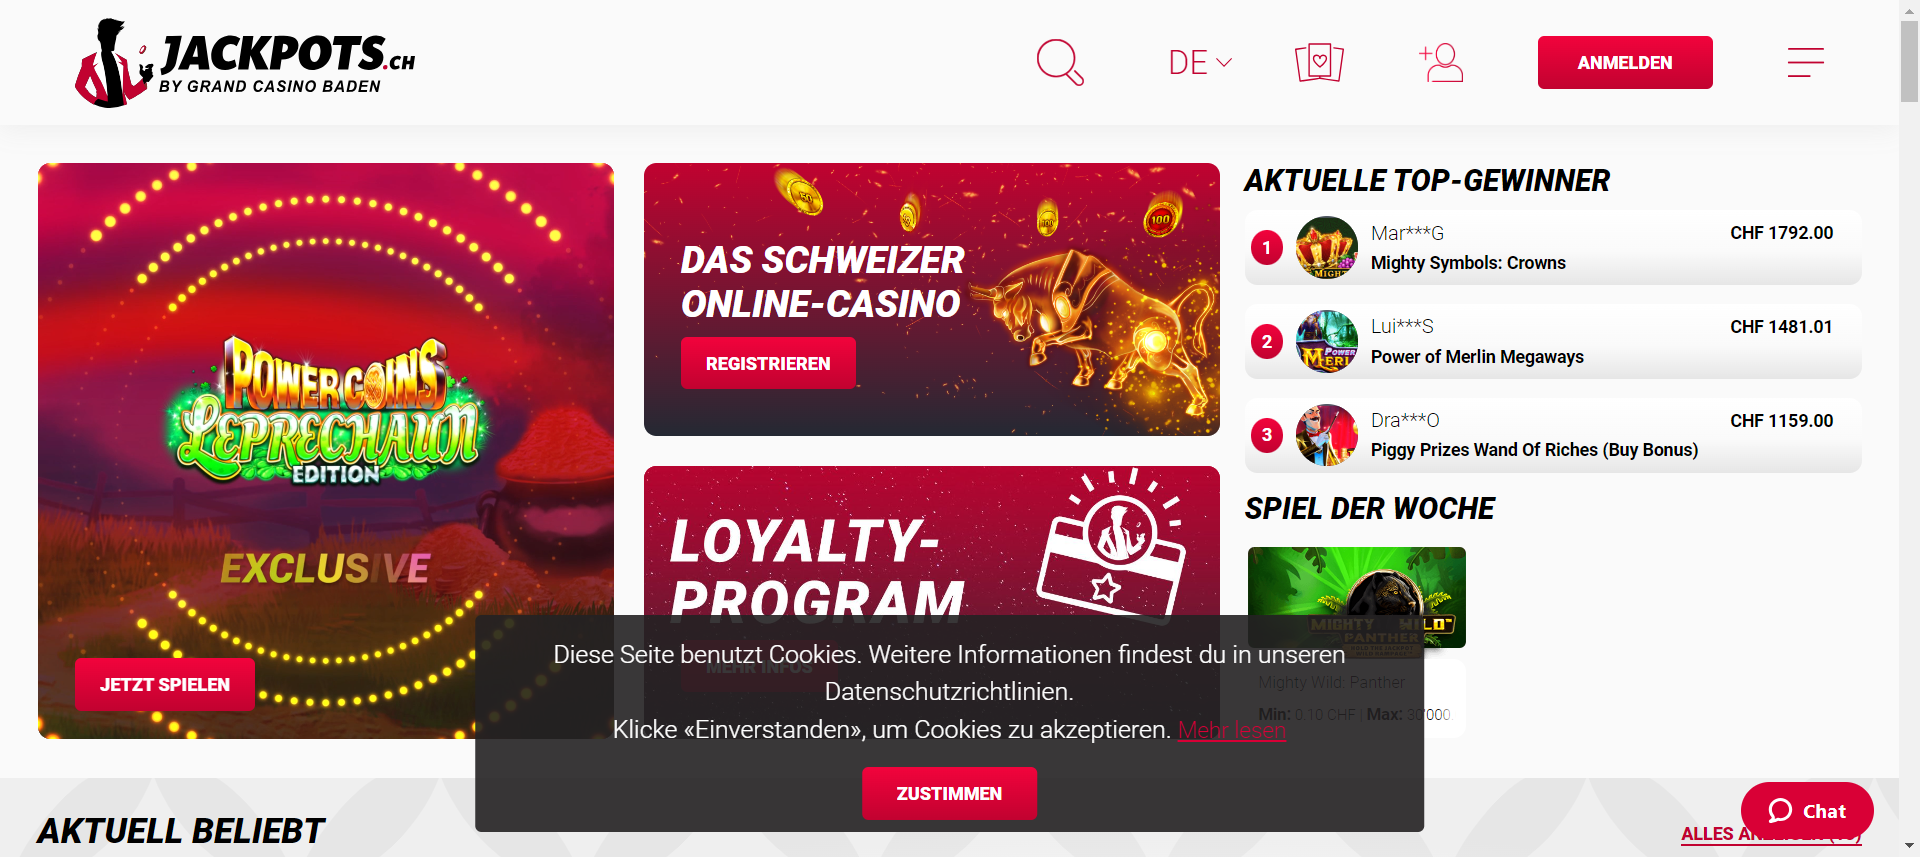 JACKPOTS.CH
BY GRAND CASINO BADEN
DE
ANMELDEN
POWER COINS
LEPRECHAUN
EDITION
EXCLUSIVE
JETZT SPIELEN
DAS SCHWEIZER
ONLINE-CASINO
REGISTRIEREN
100
LOYALTY-
PROGRAM
MEHR INFOS
AKTUELLE TOP-GEWINNER
1
Mar***G
CHF 1792.00
Mighty Symbols: Crowns
2
Lui***S
CHF 1481.01
Power of Merlin Megaways
3
Dra***O
CHF 1159.00
Piggy Prizes Wand Of Riches (Buy Bonus)
SPIEL DER WOCHE
MIGHTY WILD
PANTHER
Mighty Wild: Panther
Min: 0.10 CHF | Max: 30'000.
Diese Seite benutzt Cookies. Weitere Informationen findest du in unseren
Datenschutzrichtlinien.
Klicke «Einverstanden», um Cookies zu akzeptieren. Mehr lesen
ZUSTIMMEN
AKTUELL BELIEBT
Chat
ALLES